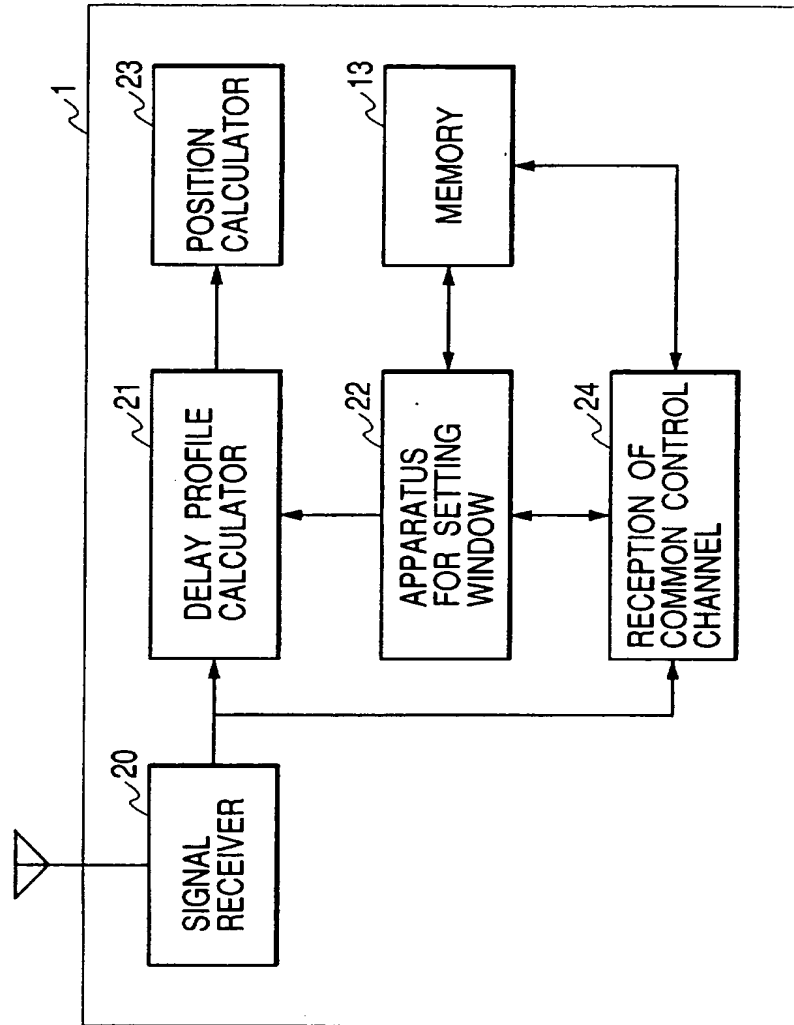 1
20
SIGNAL
RECEIVER
21
DELAY PROFILE
CALCULATOR
23
POSITION
CALCULATOR
22
APPARATUS
FOR SETTING
WINDOW
13
MEMORY
24
RECEPTION OF
COMMON CONTROL
CHANNEL